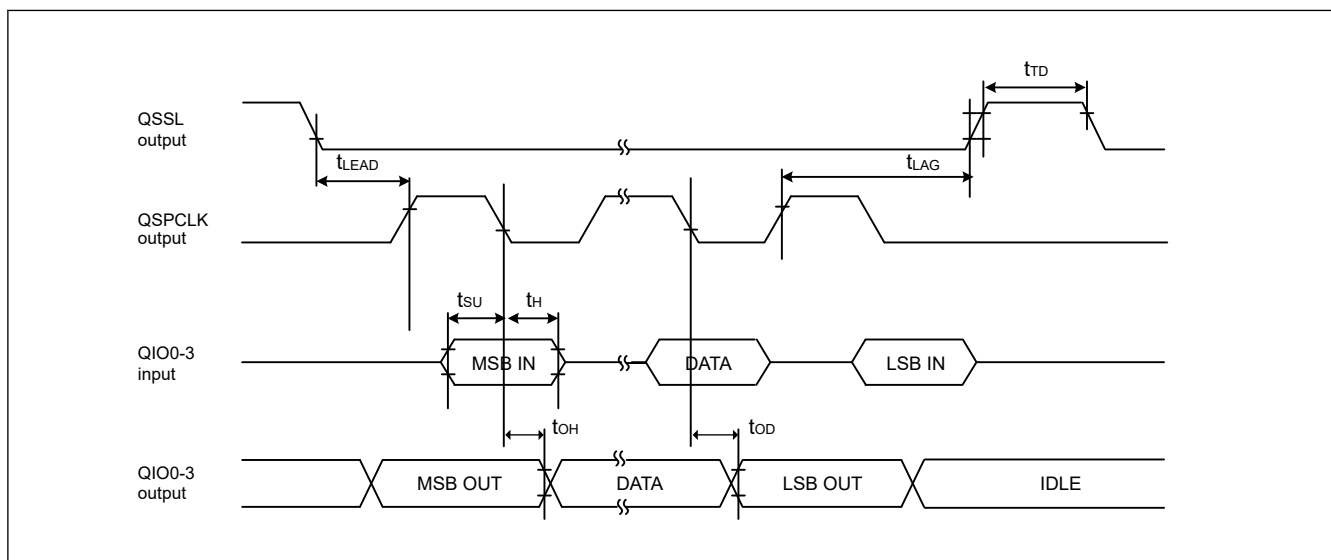 tTD
QSSL
output
tLEAD
tLAG
QSPCLK
output
tSU tH
QIO0-3
input
MSB IN DATA LSB IN
tOH tOD
QIO0-3
output
MSB OUT DATA LSB OUT IDLE